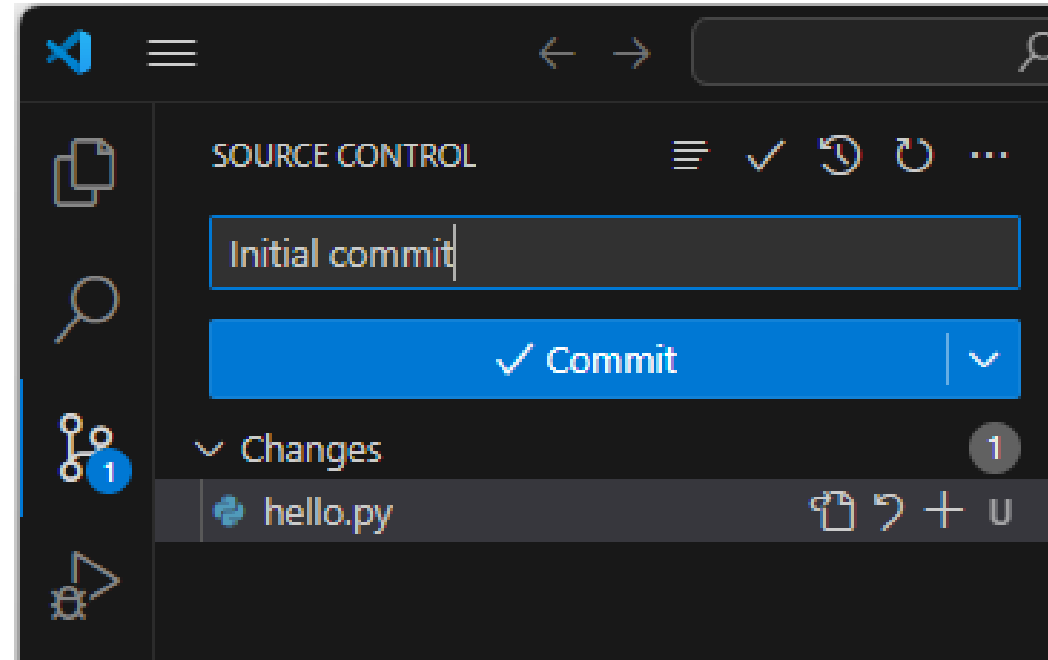 SOURCE CONTROL
Initial commit
Commit
1
Changes
1
hello.py
U